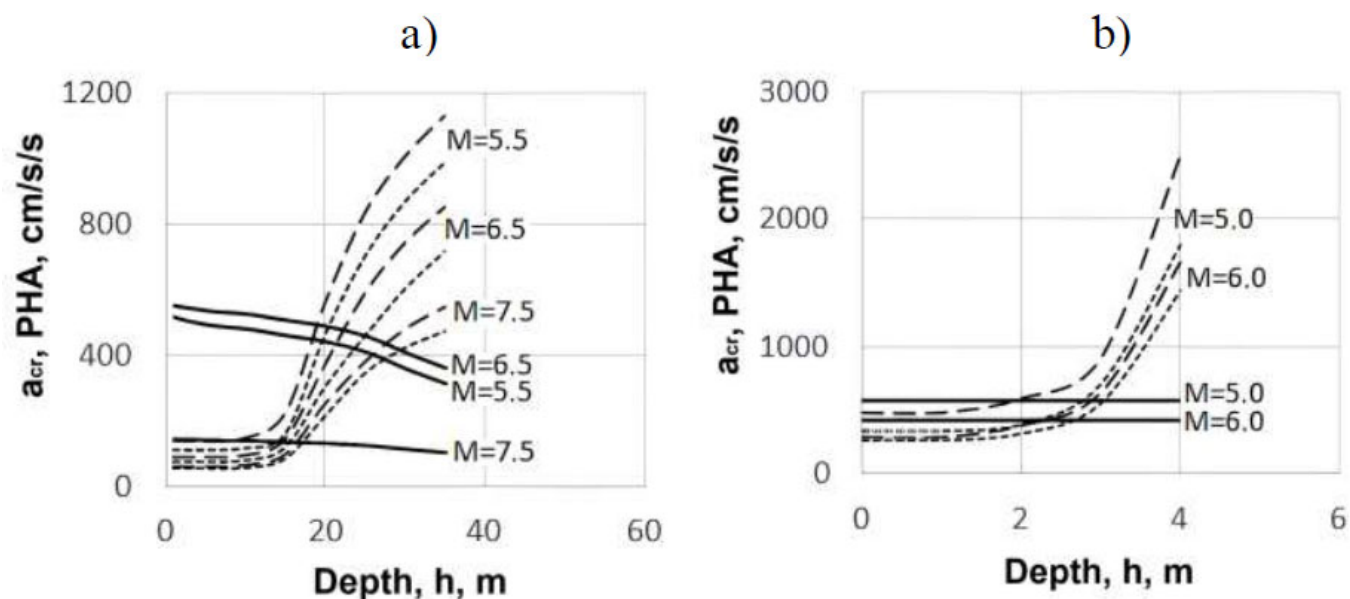 a)
1200
800
400
0
0
20
40
60
a_cr, PHA, cm/s/s
Depth, h, m
M=5.5
M=6.5
M=7.5
M=6.5
M=5.5
M=7.5
b)
3000
2000
1000
0
0
2
4
6
a_cr, PHA, cm/s/s
Depth, h, m
M=5.0
M=6.0
M=5.0
M=6.0